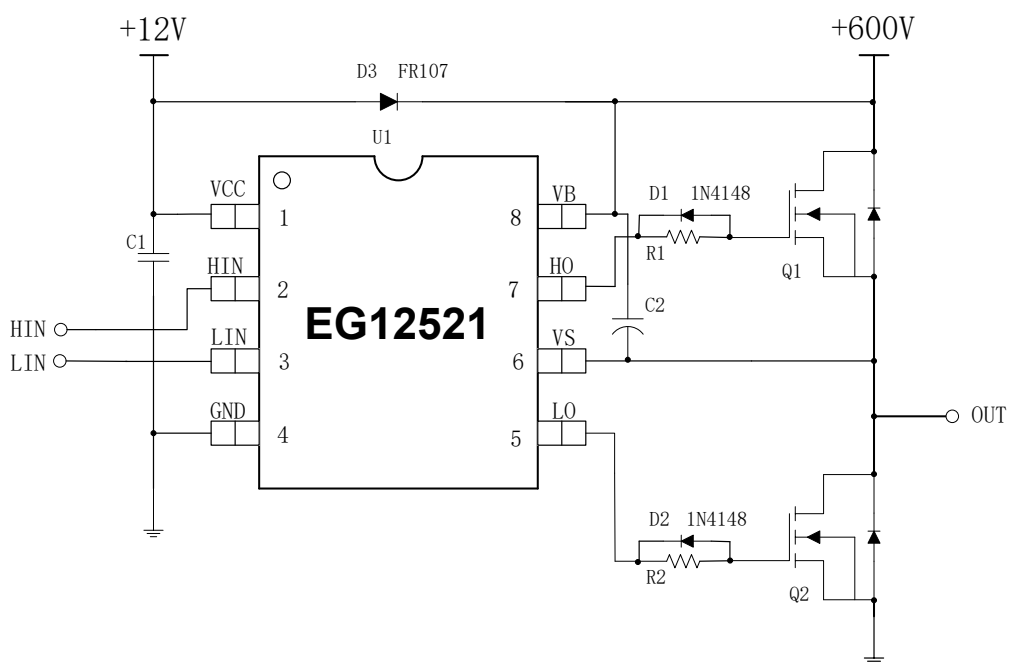 +12V
+600V
D3 FR107
U1
VCC
VB
D1 1N4148
1
8
C1
R1
HIN
HO
Q1
2
7
C2
EG12521
HIN
LIN
VS
LIN
3
6
GND
LO
OUT
4
5
D2 1N4148
R2
Q2